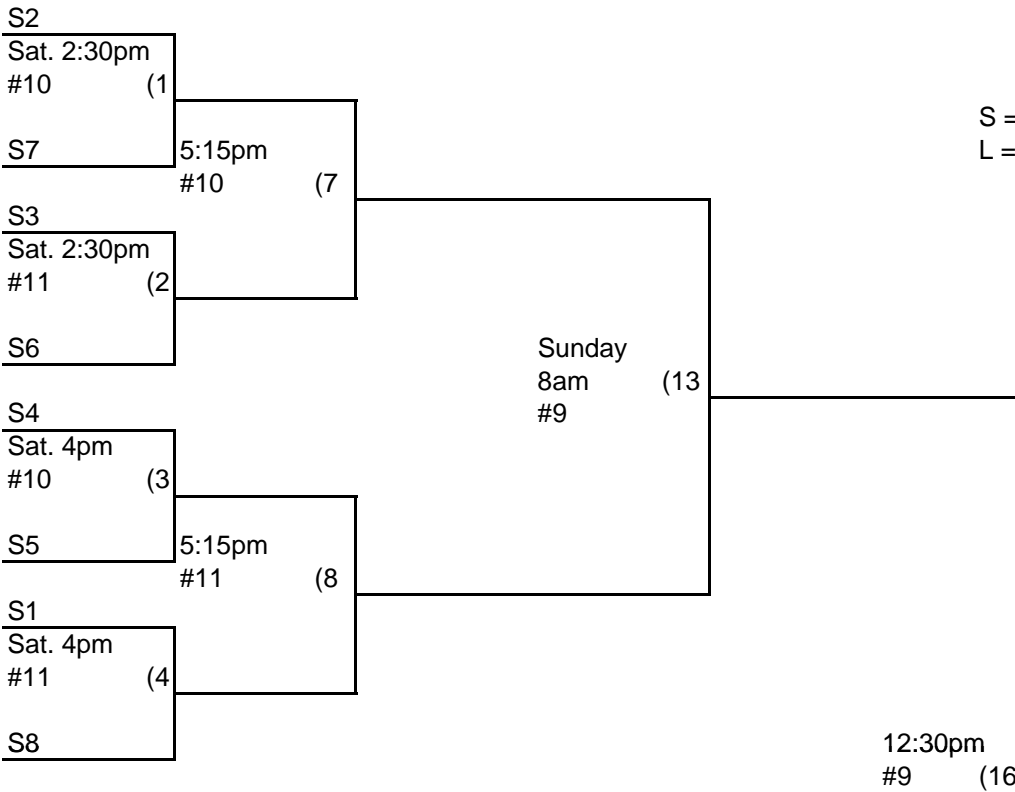 S2
Sat. 2:30pm
#10 (1
S =
L =
S7
5:15pm
#10 (7
S3
Sat. 2:30pm
#11 (2
S6
Sunday
8am (13
#9
S4
Sat. 4pm
#10 (3
S5
5:15pm
#11 (8
S1
Sat. 4pm
#11 (4
S8
12:30pm
#9 (16